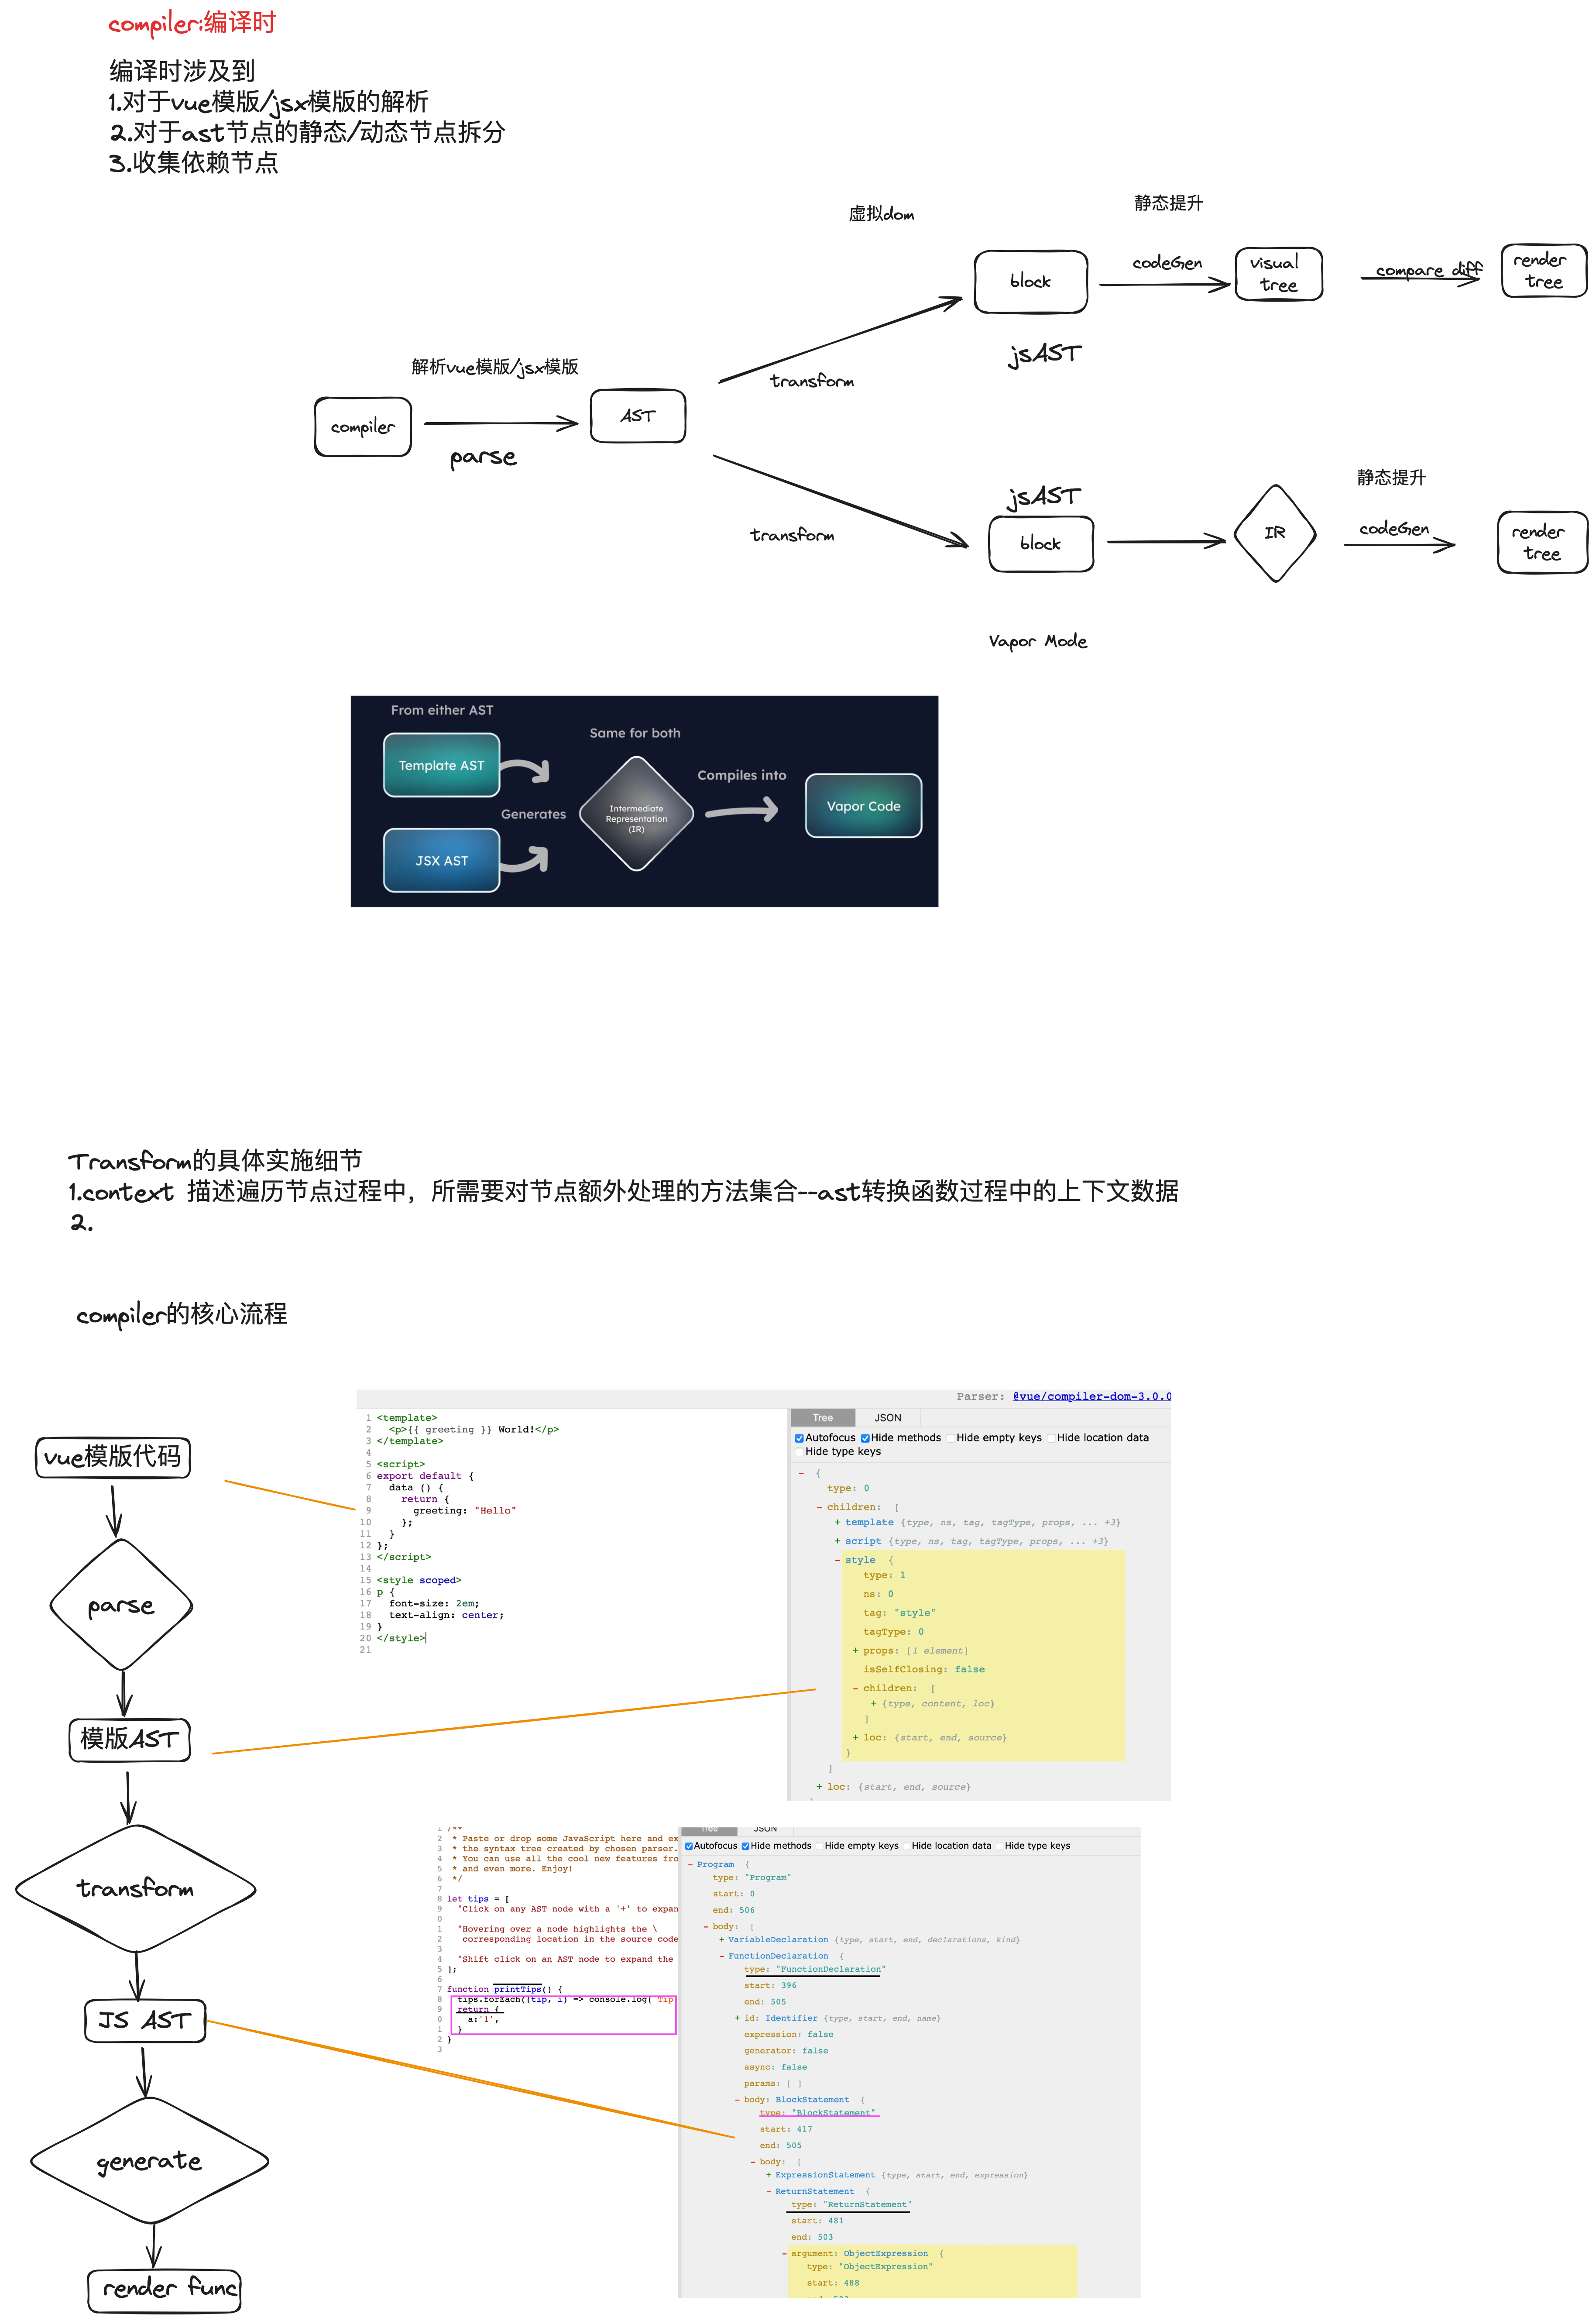 compiler:编译时
编译时涉及到
1.对于vue模版/jsx模版的解析
2.对于ast节点的静态/动态节点拆分
3.收集依赖节点
虚拟dom
静态提升
block
codeGen
visual
tree
compare diff
render
tree
jsAST
transform
解析vue模版/jsx模版
compiler
parse
AST
transform
jsAST
block
IR
静态提升
codeGen
render
tree
Vapor Mode
From either AST
Template AST
JSX AST
Generates
Same for both
Intermediate
Representation
(IR)
Compiles into
Vapor Code
Transform的具体实施细节
1.context 描述遍历节点过程中，所需要对节点额外处理的方法集合--ast转换函数过程中的上下文数据
2.
compiler的核心流程
vue模版代码
parse
模版AST
transform
JS AST
generate
render func
Parser: @vue/compiler-dom-3.0.0
1 <template>
2   <p>{{ greeting }} World!</p>
3 </template>
4
5 <script>
6 export default {
7   data () {
8     return {
9       greeting: "Hello"
10     };
11   }
12 };
13 </script>
14
15 <style scoped>
16 p {
17   font-size: 2em;
18   text-align: center;
19 }
20 </style>
21
Tree JSON
Autofocus Hide methods Hide empty keys Hide location data
Hide type keys
- {
type: 0
- children: [
+ template {type, ns, tag, tagType, props, ... +3}
+ script {type, ns, tag, tagType, props, ... +3}
- style {
type: 1
ns: 0
tag: "style"
tagType: 0
+ props: [1 element]
isSelfClosing: false
- children: [
+ {type, content, loc}
]
+ loc: {start, end, source}
}
]
+ loc: {start, end, source}
1 /**
2 * Paste or drop some JavaScript here and ex
3 * the syntax tree created by chosen parser.
4 * You can use all the cool new features fro
5 * and even more. Enjoy!
6 */
7
8 let tips = [
9 "Click on any AST node with a '+' to expan
0
1 "Hovering over a node highlights the \
2 corresponding location in the source code
3
4 "Shift click on an AST node to expand the
5 ];
6
7 function printTips() {
8 tips.forEach((tip, i) => console.log(`Tip
9 return {
0 a:'1',
1 }
2 }
3
Tree JSON
Autofocus Hide methods Hide empty keys Hide location data Hide type keys
- Program {
type: "Program"
start: 0
end: 506
- body: [
+ VariableDeclaration {type, start, end, declarations, kind}
- FunctionDeclaration {
type: "FunctionDeclaration"
start: 396
end: 505
+ id: Identifier {type, start, end, name}
expression: false
generator: false
async: false
params: [ ]
- body: BlockStatement {
type: "BlockStatement"
start: 417
end: 505
- body: [
+ ExpressionStatement {type, start, end, expression}
- ReturnStatement {
type: "ReturnStatement"
start: 481
end: 503
- argument: ObjectExpression {
type: "ObjectExpression"
start: 488